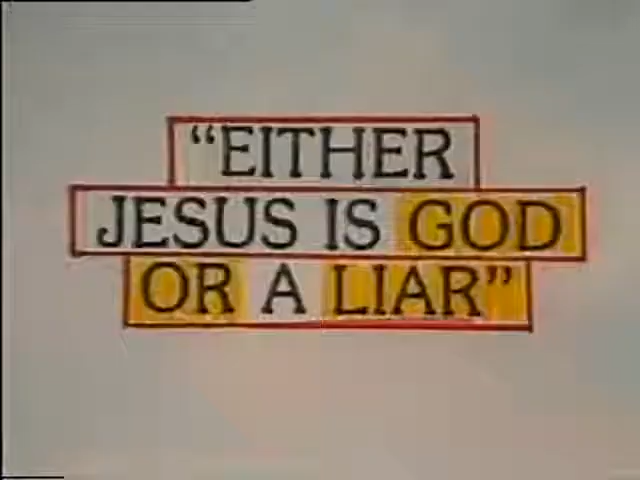 “EITHER
JESUS IS GOD
OR A LIAR”